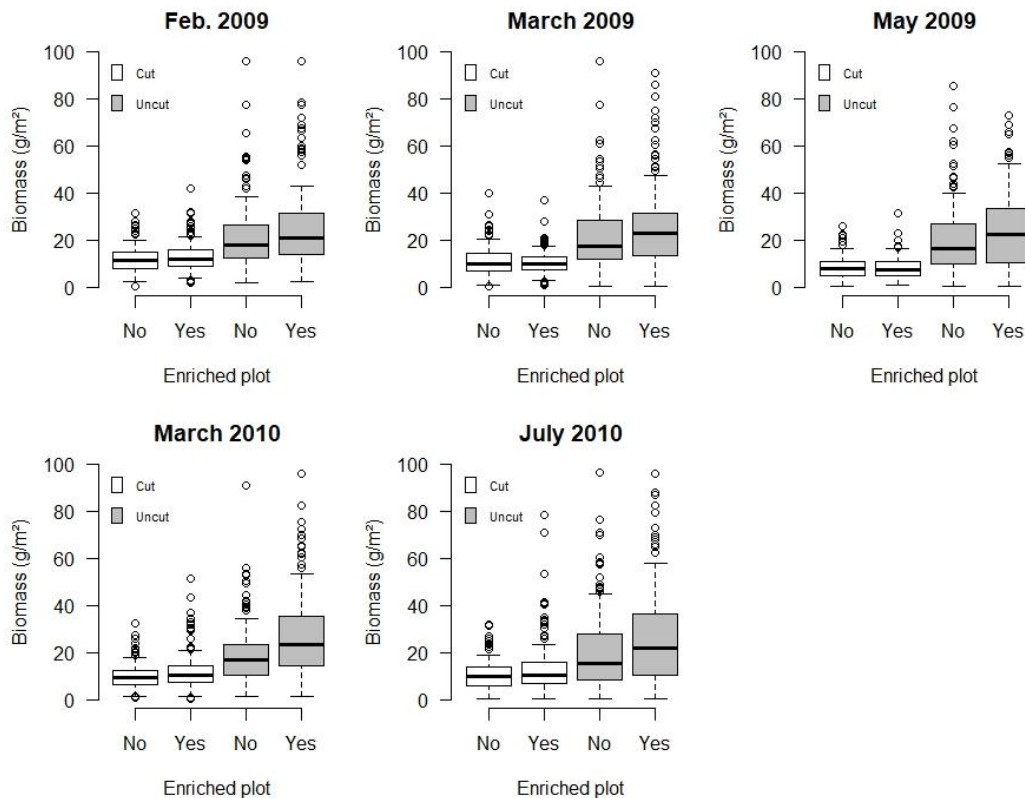 Feb. 2009
Biomass (g/m²)
100
80
60
40
20
0
Cut
Uncut
No Yes No Yes
Enriched plot
March 2009
Biomass (g/m²)
100
80
60
40
20
0
Cut
Uncut
No Yes No Yes
Enriched plot
May 2009
Biomass (g/m²)
100
80
60
40
20
0
Cut
Uncut
No Yes No Yes
Enriched plot
March 2010
Biomass (g/m²)
100
80
60
40
20
0
Cut
Uncut
No Yes No Yes
Enriched plot
July 2010
Biomass (g/m²)
100
80
60
40
20
0
Cut
Uncut
No Yes No Yes
Enriched plot